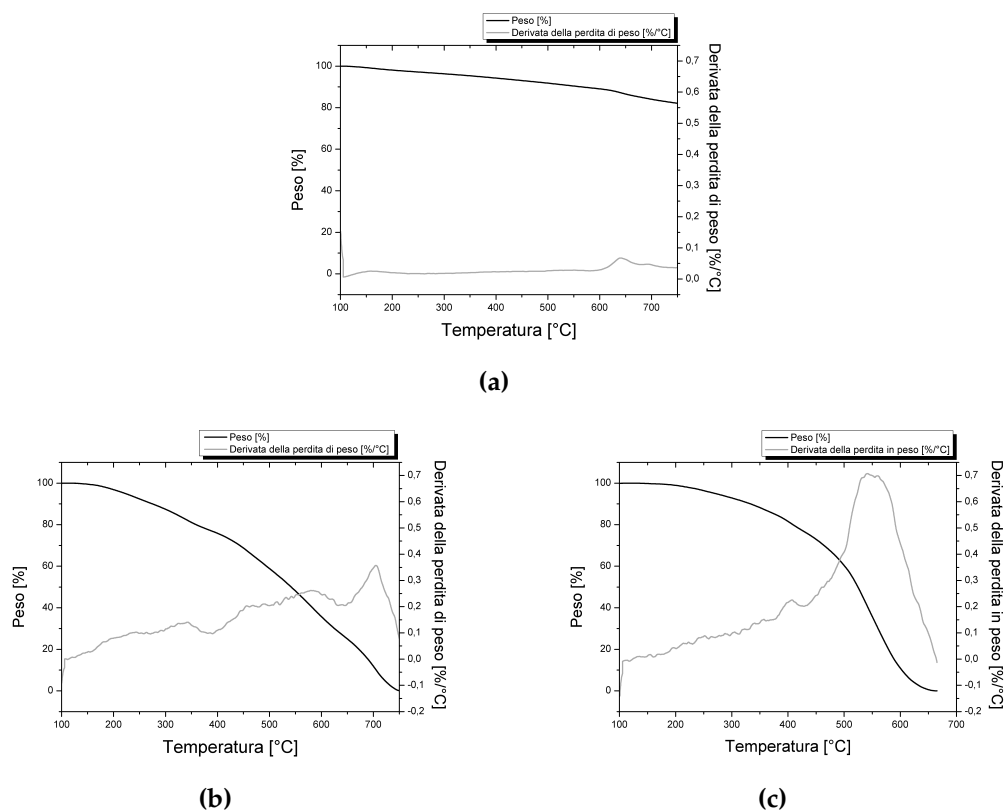 Peso [%]
Derivata della perdita di peso [%/°C]
100
80
60
40
20
0
Peso [%]
0,7
0,6
0,5
0,4
0,3
0,2
0,1
0,0
Derivata della perdita di peso [%/°C]
100 200 300 400 500 600 700
Temperatura [°C]
(a)
Peso [%]
Derivata della perdita di peso [%/°C]
100
80
60
40
20
0
Peso [%]
0,7
0,6
0,5
0,4
0,3
0,2
0,1
0,0
-0,1
-0,2
Derivata della perdita di peso [%/°C]
100 200 300 400 500 600 700
Temperatura [°C]
(b)
Peso [%]
Derivata della perdita in peso [%/°C]
100
80
60
40
20
0
Peso [%]
0,7
0,6
0,5
0,4
0,3
0,2
0,1
0,0
-0,1
-0,2
Derivata della perdita in peso [%/°C]
100 200 300 400 500 600 700
Temperatura [°C]
(c)